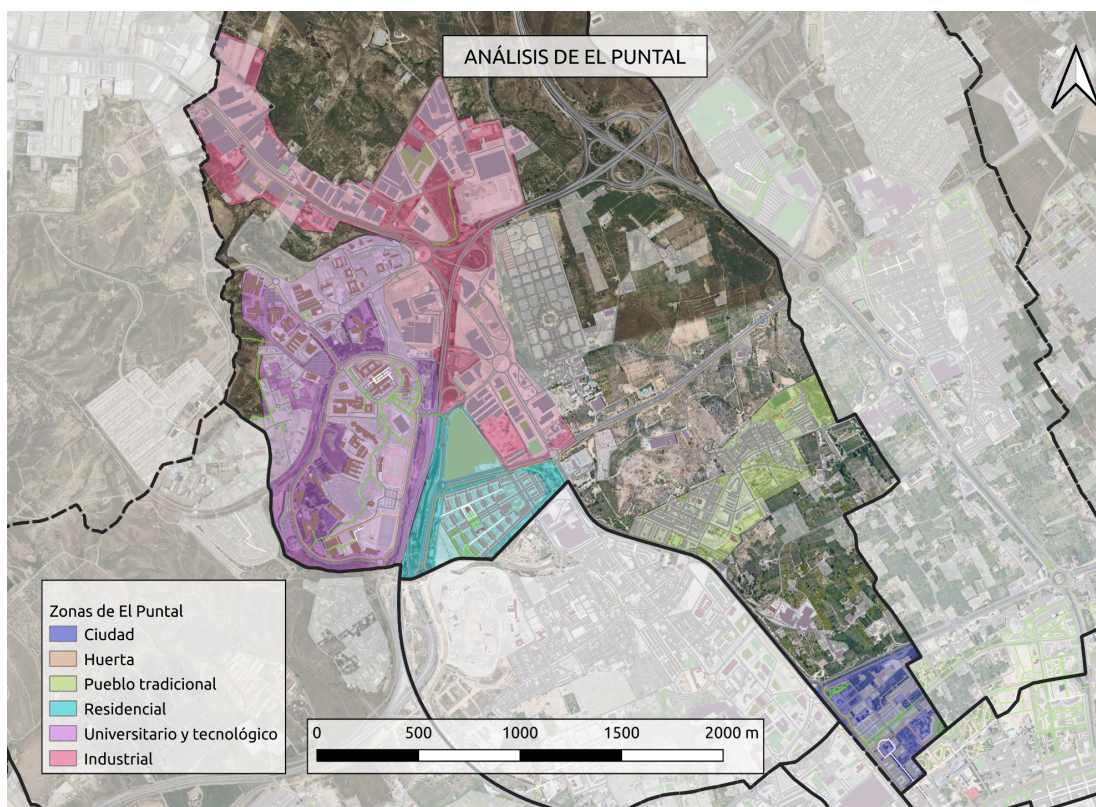 ANÁLISIS DE EL PUNTAL
Zonas de El Puntal
Ciudad
Huerta
Pueblo tradicional
Residencial
Universitario y tecnológico
Industrial
0 500 1000 1500 2000 m